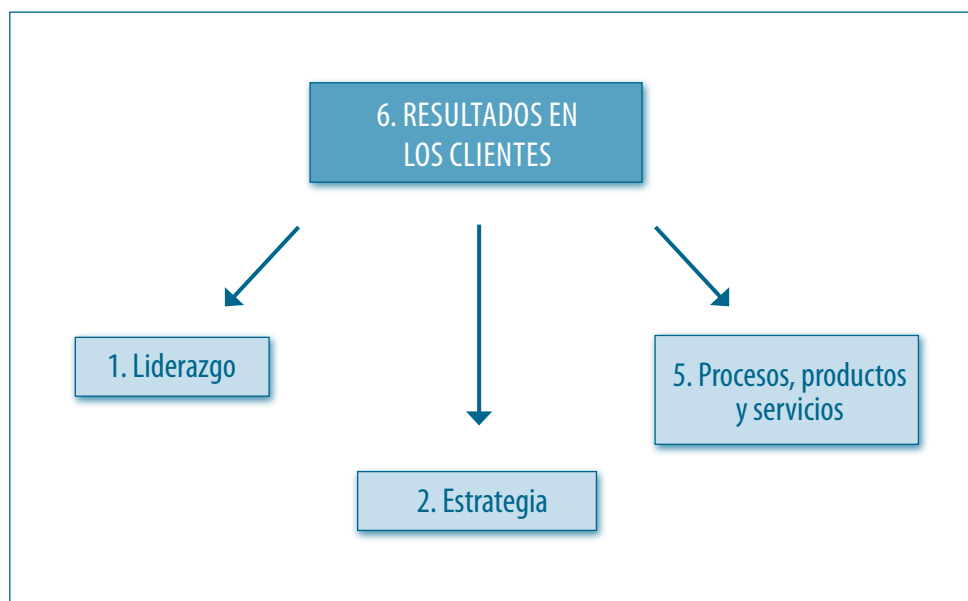 6. RESULTADOS EN
LOS CLIENTES
1. Liderazgo
5. Procesos, productos
y servicios
2. Estrategia